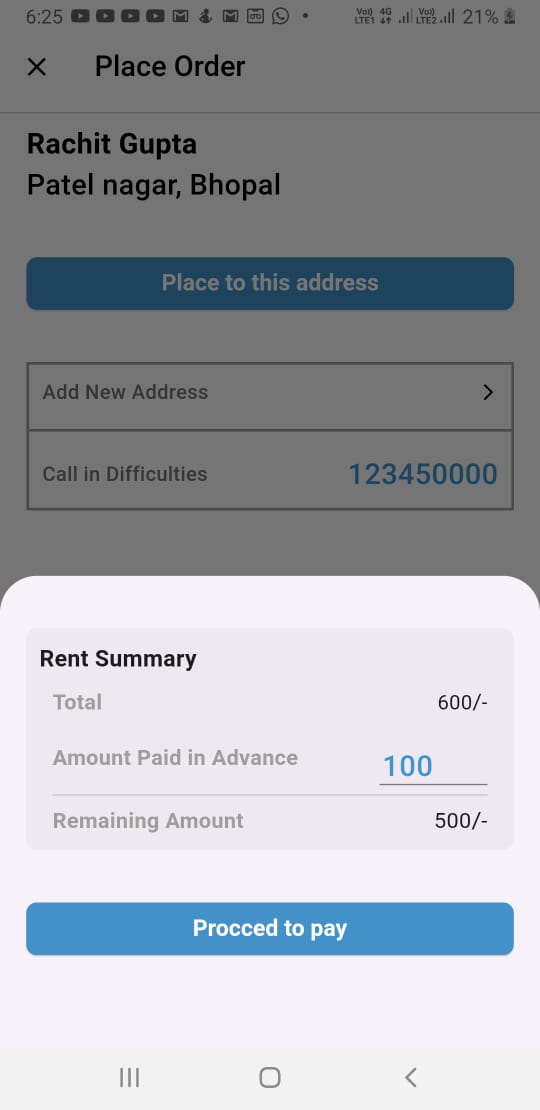 6:25 Vo)) LTE1 4G Vo)) LTE2 21%
Place Order
Rachit Gupta
Patel nagar, Bhopal
Place to this address
Add New Address
Call in Difficulties 123450000
Rent Summary
Total 600/-
Amount Paid in Advance 100
Remaining Amount 500/-
Procced to pay